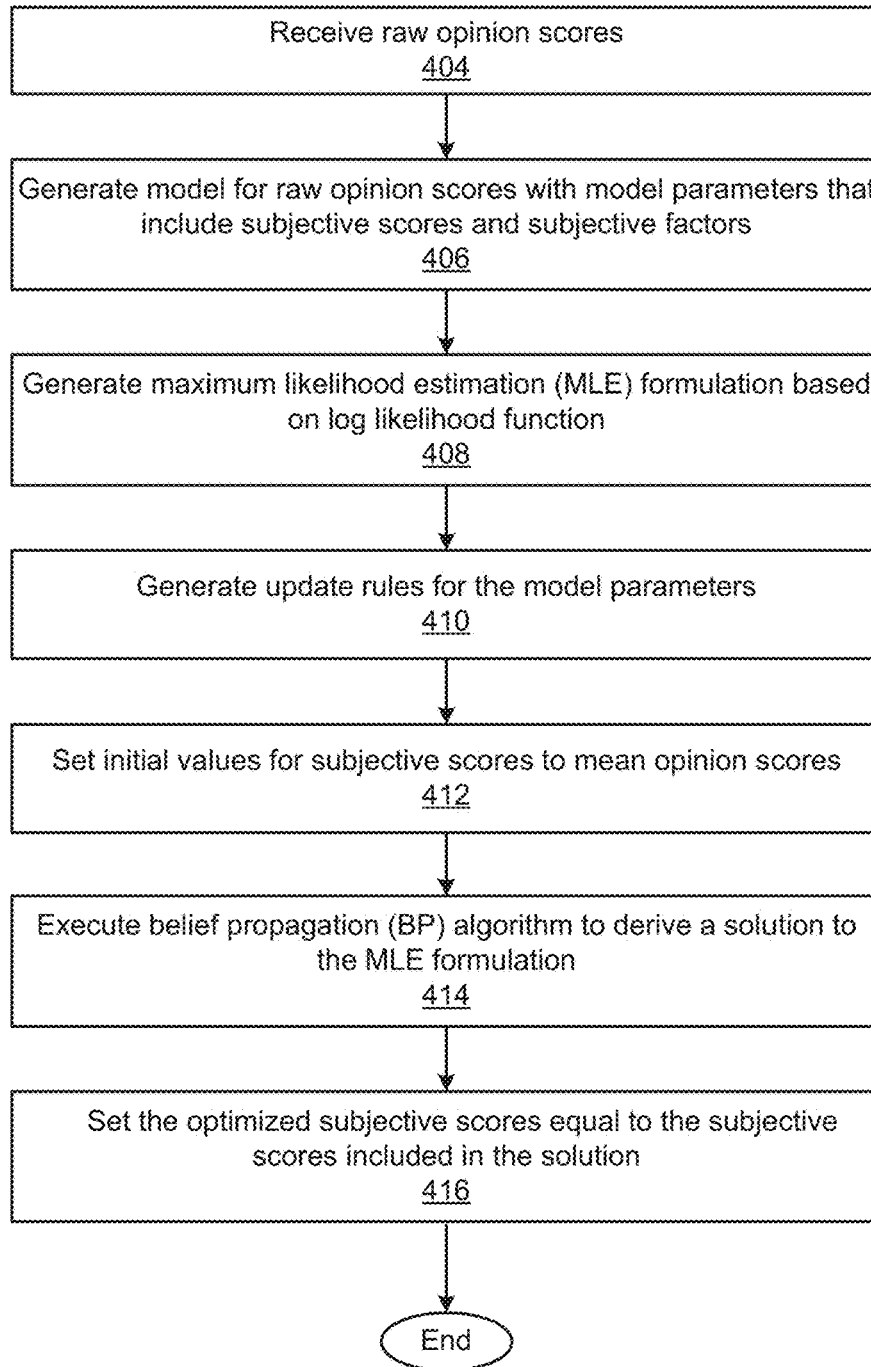 Receive raw opinion scores
404
Generate model for raw opinion scores with model parameters that
include subjective scores and subjective factors
406
Generate maximum likelihood estimation (MLE) formulation based
on log likelihood function
408
Generate update rules for the model parameters
410
Set initial values for subjective scores to mean opinion scores
412
Execute belief propagation (BP) algorithm to derive a solution to
the MLE formulation
414
Set the optimized subjective scores equal to the subjective
scores included in the solution
416
End